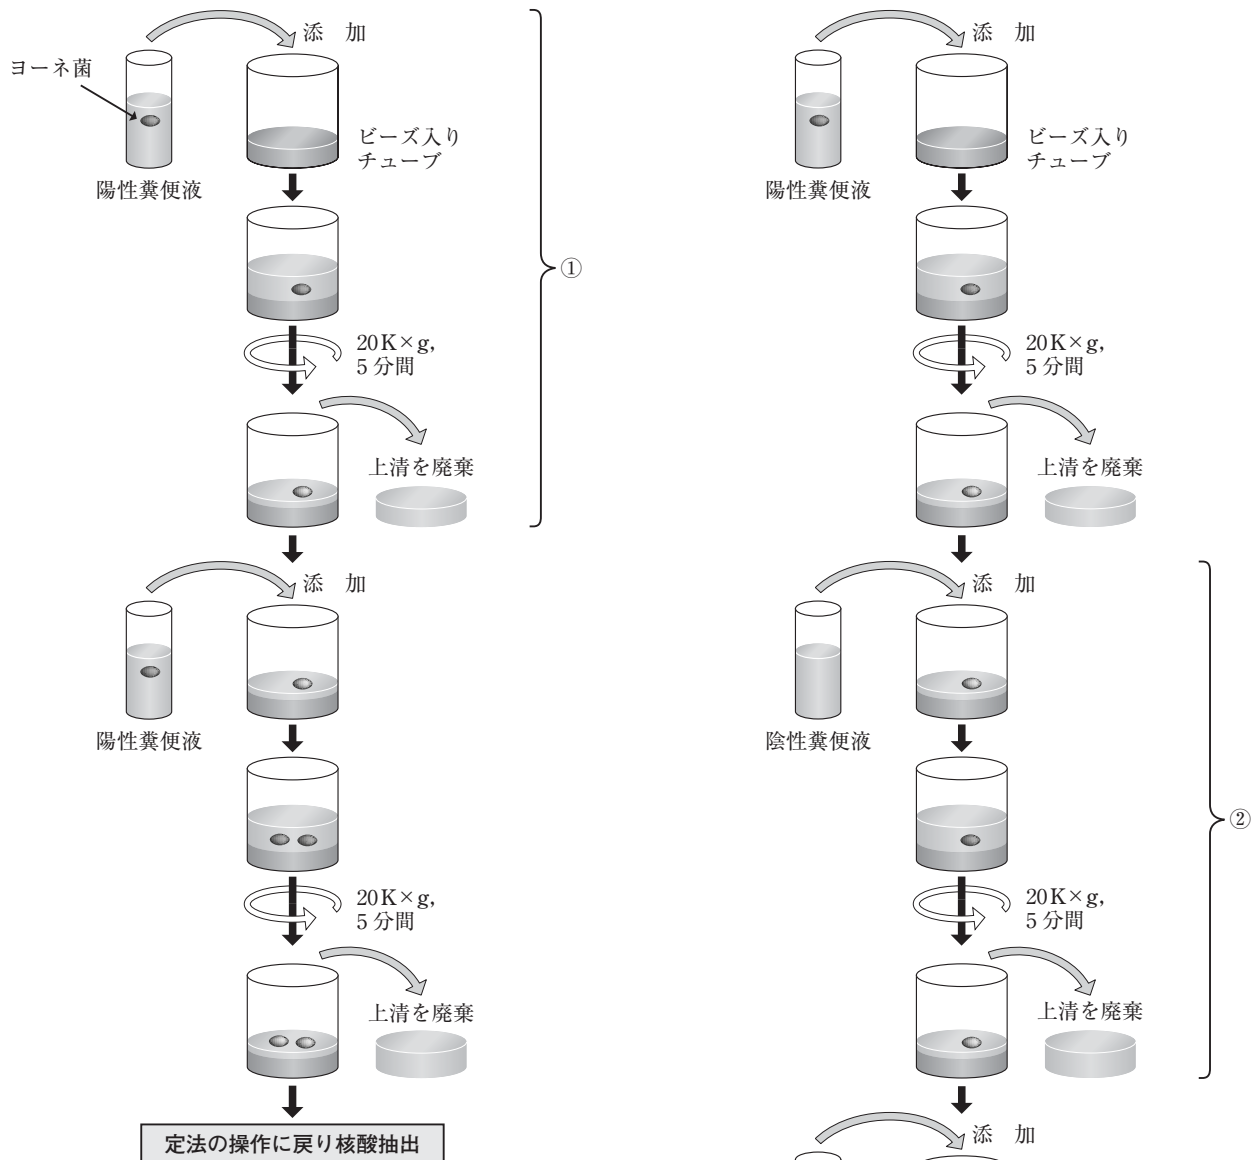 添 加
ヨーネ菌
ビーズ入り
チューブ
陽性糞便液
①
20K×g,
5分間
上清を廃棄
添 加
陽性糞便液
20K×g,
5分間
上清を廃棄
定法の操作に戻り核酸抽出
添 加
ビーズ入り
チューブ
陽性糞便液
20K×g,
5分間
上清を廃棄
添 加
陰性糞便液
②
20K×g,
5分間
上清を廃棄
添 加